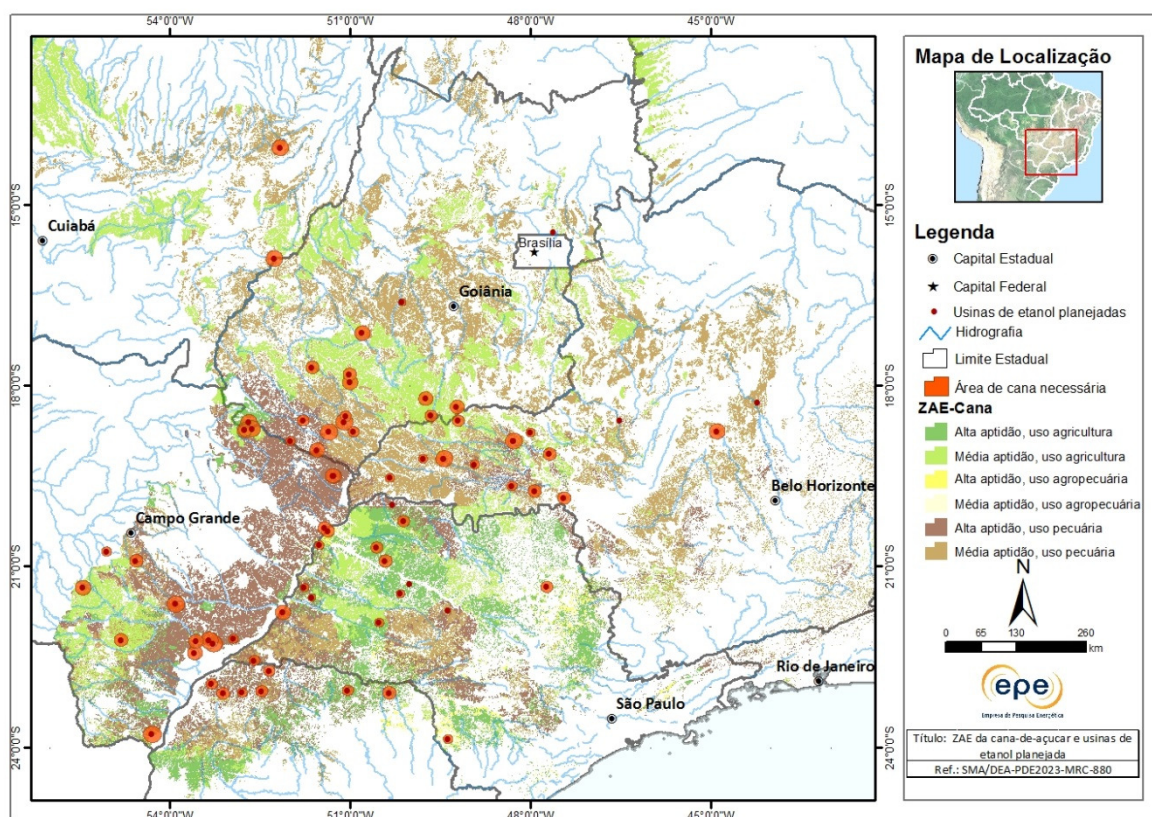 54°0'0"W 51°0'0"W 48°0'0"W 45°0'0"W
15°0'0"S
18°0'0"S
21°0'0"S
24°0'0"S
15°0'0"S
18°0'0"S
21°0'0"S
24°0'0"S
Cuiabá
Brasília
Goiânia
Belo Horizonte
Campo Grande
Rio de Janeiro
São Paulo
54°0'0"W 51°0'0"W 48°0'0"W 45°0'0"W
Mapa de Localização
Legenda
Capital Estadual
Capital Federal
Usinas de etanol planejadas
Hidrografia
Limite Estadual
Área de cana necessária
ZAE-Cana
Alta aptidão, uso agricultura
Média aptidão, uso agricultura
Alta aptidão, uso agropecuária
Média aptidão, uso agropecuária
Alta aptidão, uso pecuária
Média aptidão, uso pecuária
N
0 65 130 260
km
epe
Empresa de Pesquisa Energética
Título: ZAE da cana-de-açucar e usinas de
etanol planejada
Ref.: SMA/DEA-PDE2023-MRC-880